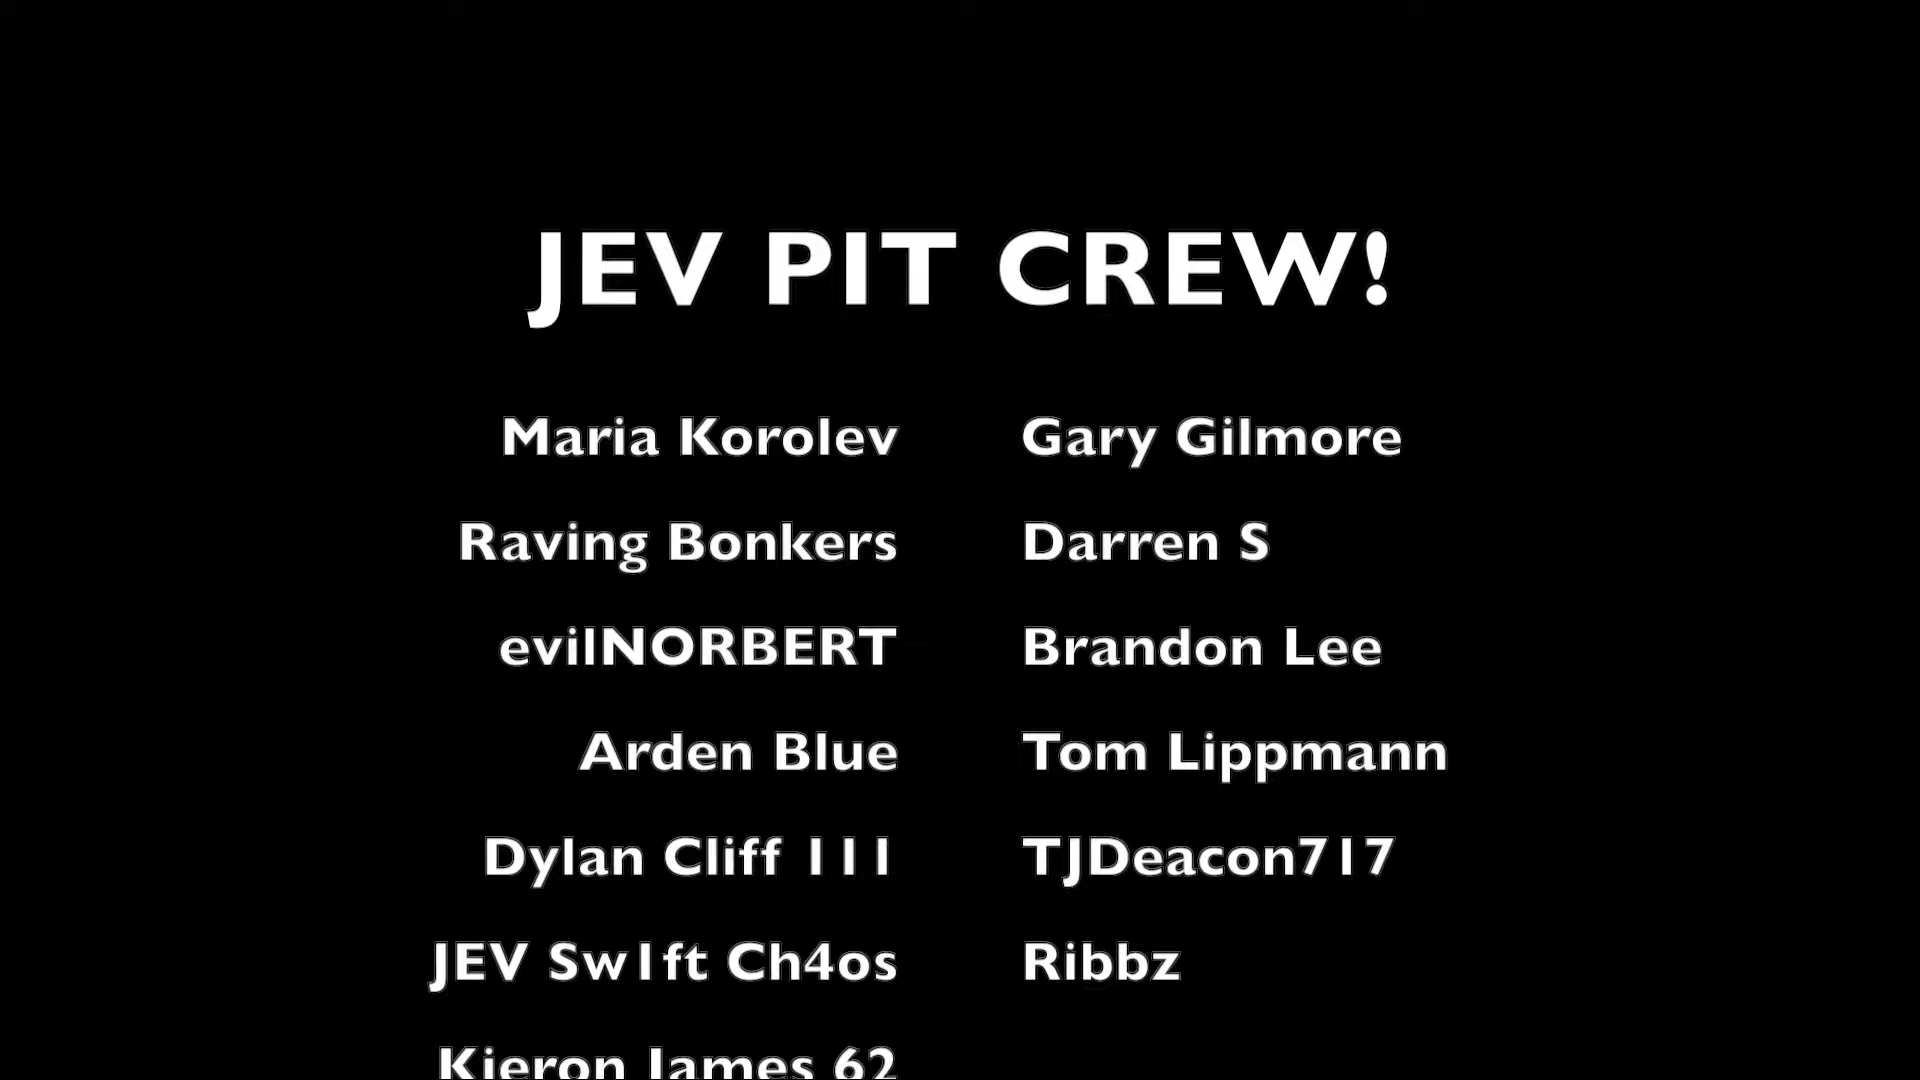 JEV PIT CREW!
Maria Korolev Gary Gilmore
Raving Bonkers Darren S
evilNORBERT Brandon Lee
Arden Blue Tom Lippmann
Dylan Cliff 111 TJDeacon717
JEV Sw1ft Ch4os Ribbz
Kieron James 62